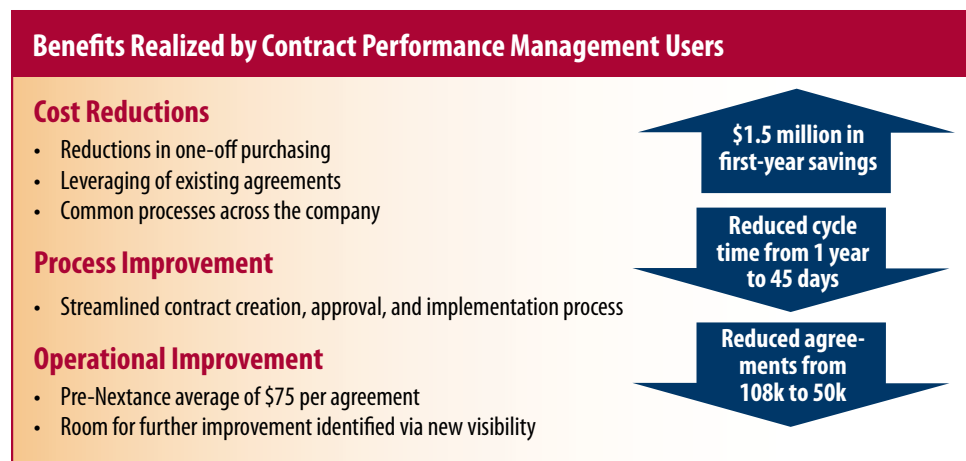 Benefits Realized by Contract Performance Management Users
Cost Reductions
• Reductions in one-off purchasing
• Leveraging of existing agreements
• Common processes across the company
Process Improvement
• Streamlined contract creation, approval, and implementation process
Operational Improvement
• Pre-Nextance average of $75 per agreement
• Room for further improvement identified via new visibility
$1.5 million in
first-year savings
Reduced cycle
time from 1 year
to 45 days
Reduced agree-
ments from
108k to 50k